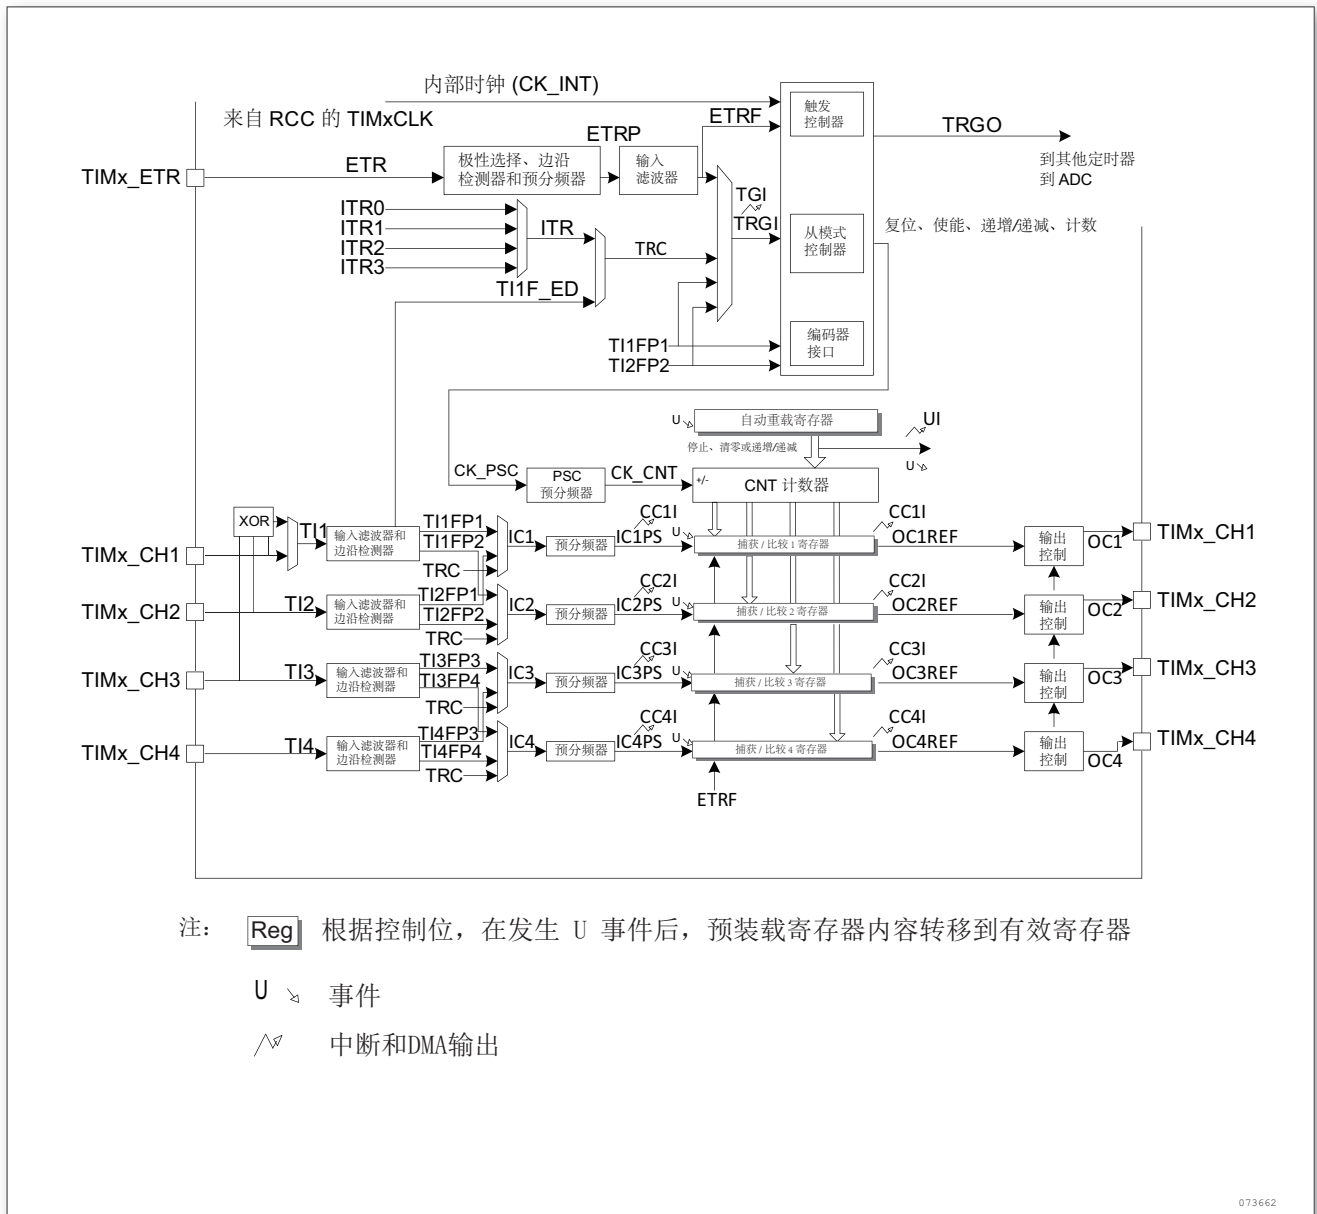 内部时钟 (CK_INT)
来自 RCC 的 TIMxCLK
ETRF
ETRP
触发
控制器
TRGO
到其他定时器
到 ADC
TIMx_ETR
ETR
极性选择、边沿
检测器和预分频器
输入
滤波器
TGI
TRGI
ITR0
ITR1
ITR2
ITR3
ITR
TRC
TI1F_ED
从模式
控制器
复位、使能、递增/递减、计数
编码器
接口
TI1FP1
TI2FP2
U
自动重载寄存器
UI
停止、清零或递增/递减
U
CK_PSC
PSC
预分频器
CK_CNT
+/-
CNT 计数器
XOR
TI1
TIMx_CH1
输入滤波器和
边沿检测器
TI1FP1
TI1FP2
TRC
IC1
预分频器
CC1I
IC1PS
U
捕获 / 比较 1 寄存器
CC1I
OC1REF
输出
控制
OC1
TIMx_CH1
TIMx_CH2
TI2
输入滤波器和
边沿检测器
TI2FP1
TI2FP2
TRC
IC2
预分频器
CC2I
IC2PS
U
捕获 / 比较 2 寄存器
CC2I
OC2REF
输出
控制
OC2
TIMx_CH2
TIMx_CH3
TI3
输入滤波器和
边沿检测器
TI3FP3
TI3FP4
TRC
IC3
预分频器
CC3I
IC3PS
U
捕获 / 比较 3 寄存器
CC3I
OC3REF
输出
控制
OC3
TIMx_CH3
TIMx_CH4
TI4
输入滤波器和
边沿检测器
TI4FP3
TI4FP4
TRC
IC4
预分频器
CC4I
IC4PS
U
捕获 / 比较 4 寄存器
CC4I
OC4REF
输出
控制
OC4
TIMx_CH4
ETRF
注：
Reg 根据控制位，在发生 U 事件后，预装载寄存器内容转移到有效寄存器
U 事件
中断和DMA输出
073662